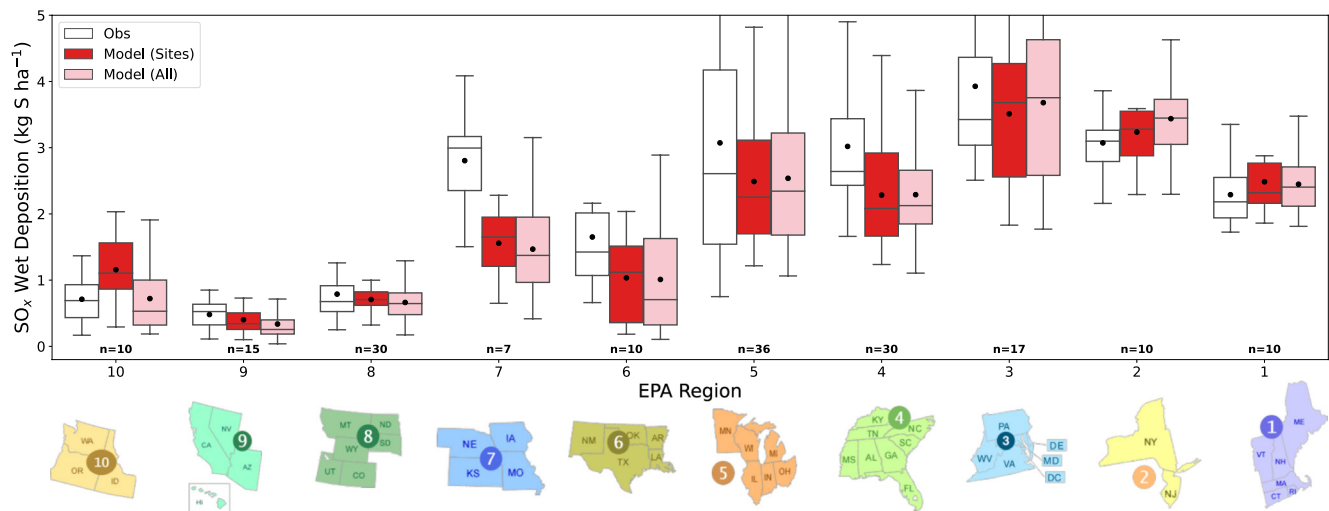 SOₓ Wet Deposition (kg S ha⁻¹)
5
4
3
2
1
0
Obs
Model (Sites)
Model (All)
n=10 n=15 n=30 n=7 n=10 n=36 n=30 n=17 n=10 n=10
10 9 8 7 6 5 4 3 2 1
EPA Region
WA
OR
ID
10
NV
CA
AZ
HI
9
MT
ND
SD
WY
UT
CO
8
NE
IA
KS
MO
7
NM
OK
AR
TX
LA
6
MN
WI
MI
IL
IN
OH
5
KY
TN
NC
SC
MS
AL
GA
FL
4
PA
WV
VA
DE
MD
DC
3
NY
NJ
2
ME
VT
NH
MA
CT
RI
1